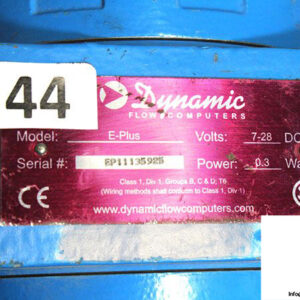 44
Dynamic
FLOW COMPUTERS
Model: E-Plus Volts: 7-28 DC
Serial #: EP11135925 Power: 0.3 Wa
Class 1, Div 1, Groups B, C & D; T6
(Wiring methods shall conform to Class 1, Div 1)
CE
www.dynamicflowcomputers.com